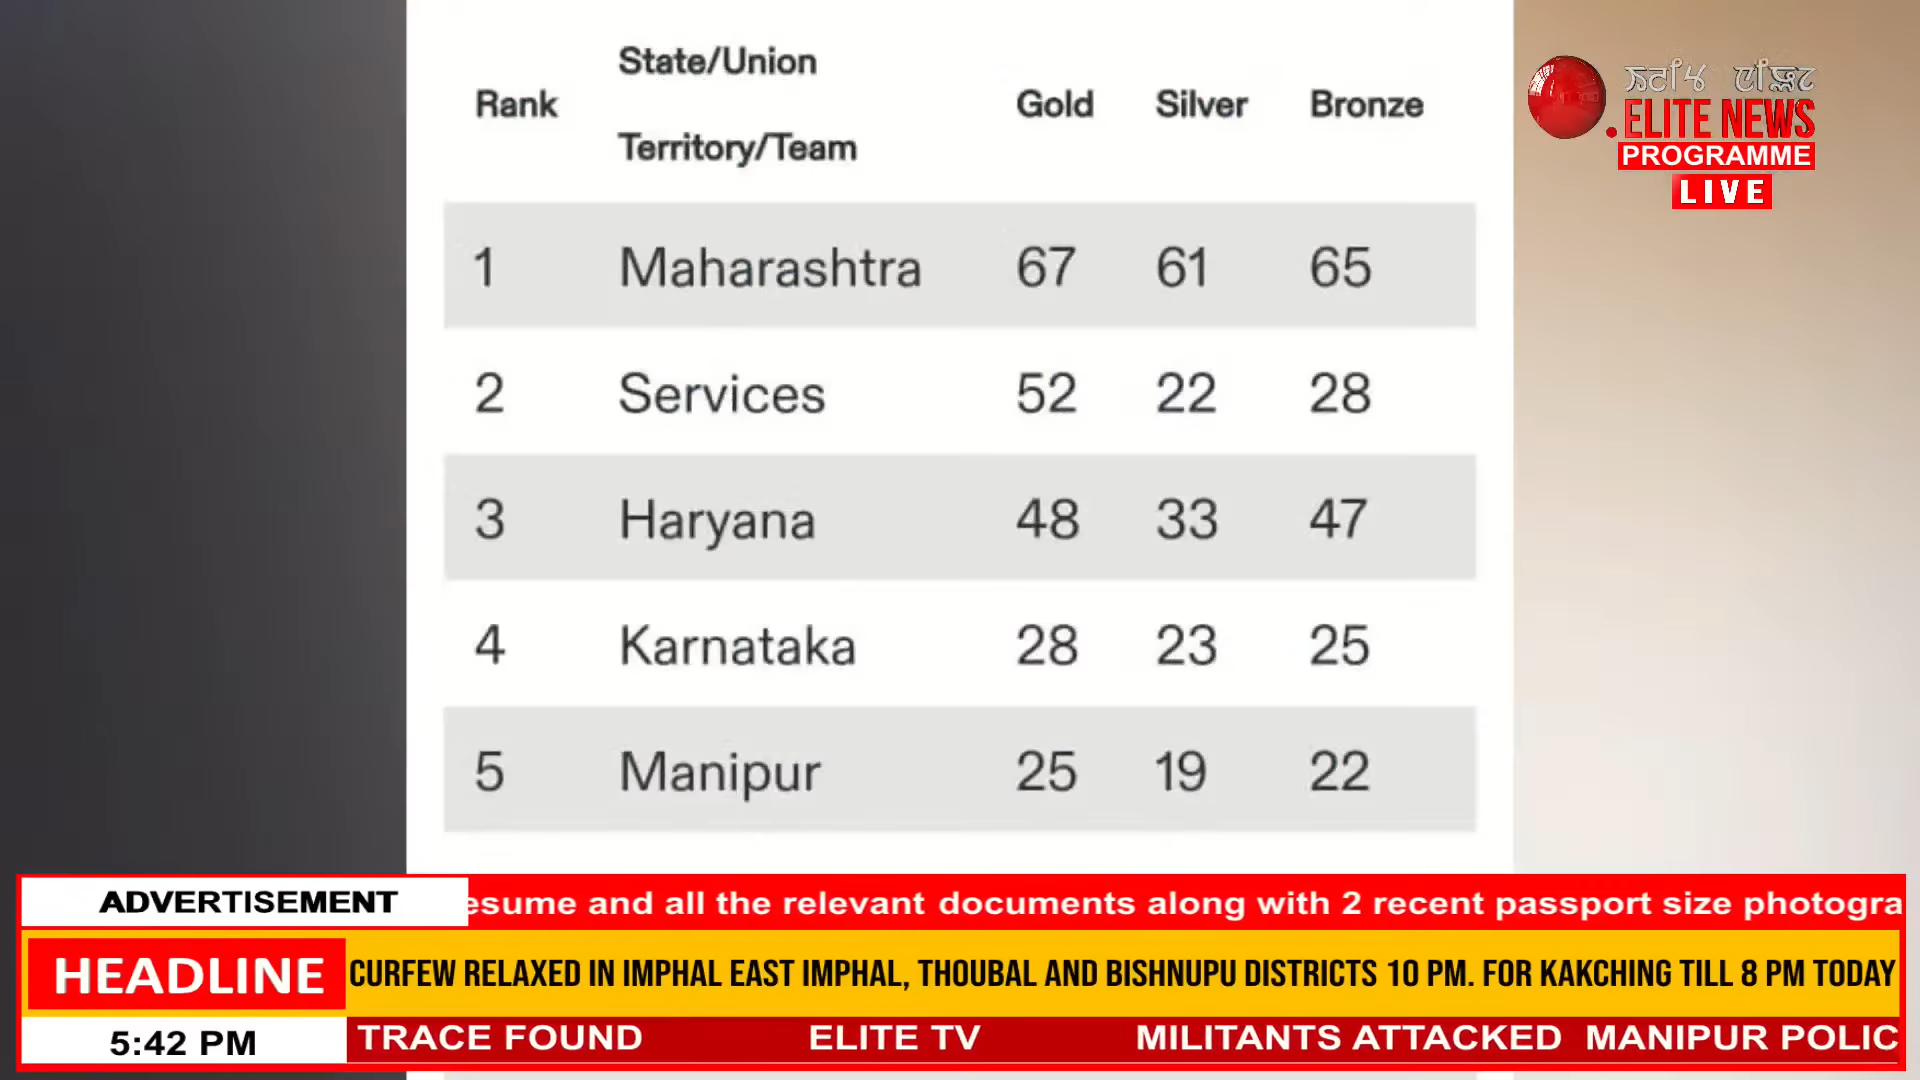 State/Union
Rank Gold Silver Bronze
Territory/Team
1 Maharashtra 67 61 65
2 Services 52 22 28
3 Haryana 48 33 47
4 Karnataka 28 23 25
5 Manipur 25 19 22
ELITE NEWS
PROGRAMME
LIVE
ADVERTISEMENT esume and all the relevant documents along with 2 recent passport size photogra
HEADLINE CURFEW RELAXED IN IMPHAL EAST IMPHAL, THOUBAL AND BISHNUPU DISTRICTS 10 PM. FOR KAKCHING TILL 8 PM TODAY
5:42 PM TRACE FOUND ELITE TV MILITANTS ATTACKED MANIPUR POLIC